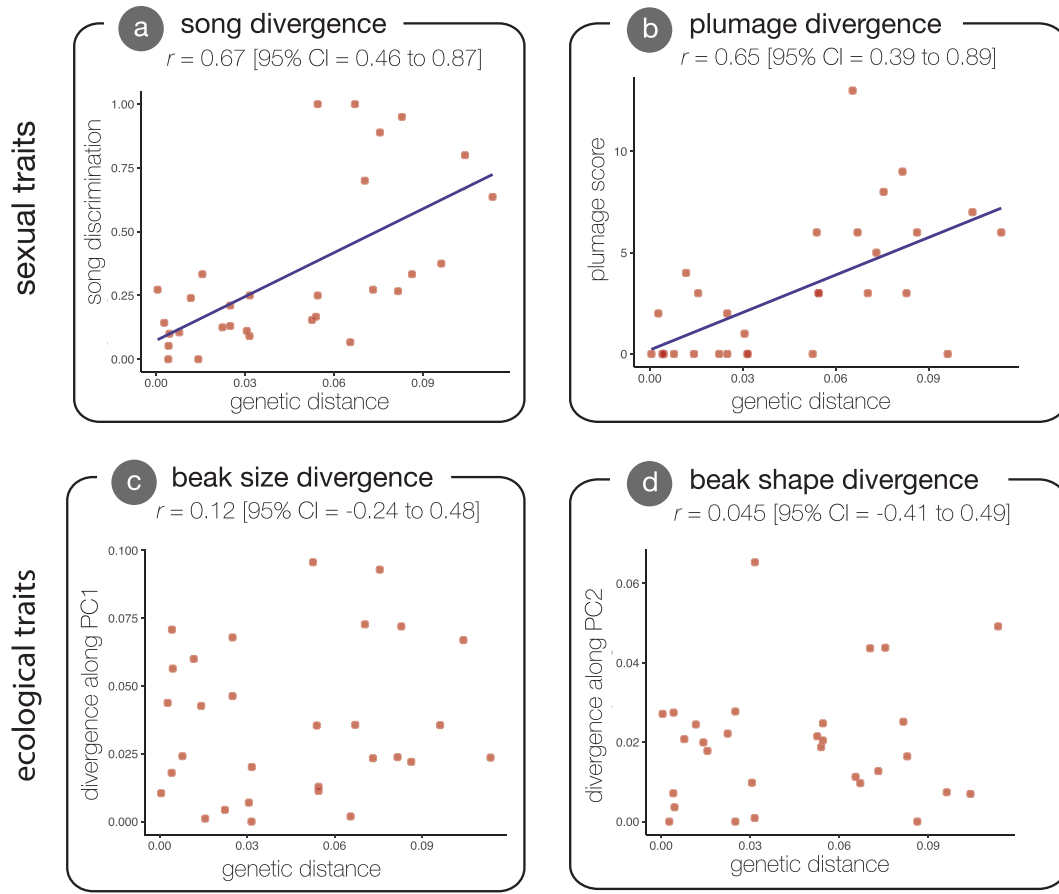 sexual traits
a song divergence
r = 0.67 [95% CI = 0.46 to 0.87]
song discrimination
1.00
0.75
0.50
0.25
0.00
0.00 0.03 0.06 0.09
genetic distance
b plumage divergence
r = 0.65 [95% CI = 0.39 to 0.89]
plumage score
10
5
0
0.00 0.03 0.06 0.09
genetic distance
ecological traits
c beak size divergence
r = 0.12 [95% CI = -0.24 to 0.48]
divergence along PC1
0.100
0.075
0.050
0.025
0.000
0.00 0.03 0.06 0.09
genetic distance
d beak shape divergence
r = 0.045 [95% CI = -0.41 to 0.49]
divergence along PC2
0.06
0.04
0.02
0.00
0.00 0.03 0.06 0.09
genetic distance